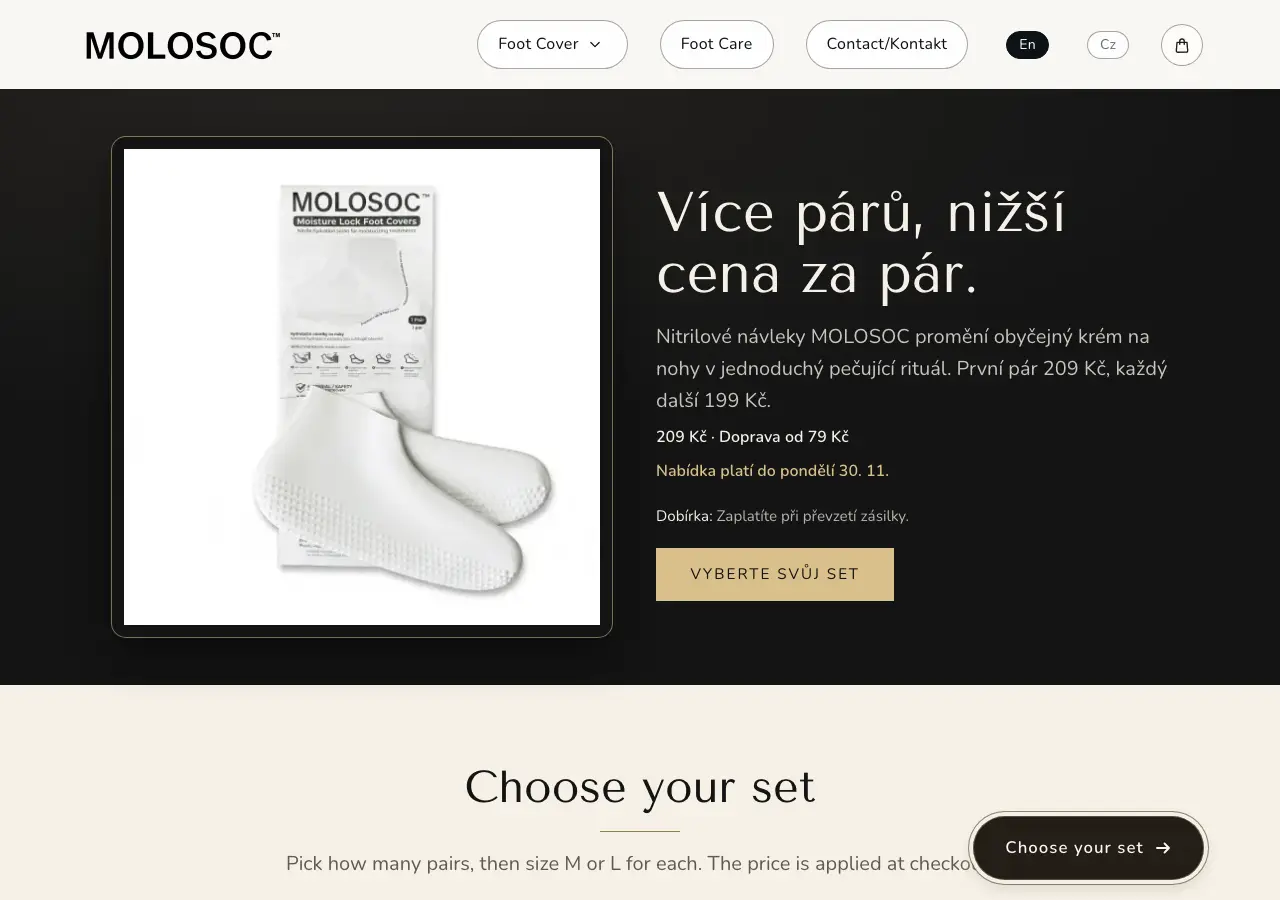 MOLOSOC™
Foot Cover
Foot Care
Contact/Kontakt
En
Cz
MOLOSOC™
Moisture Lock Foot Covers
Více párů, nižší
cena za pár.
Nitrilové návleky MOLOSOC promění obyčejný krém na
nohy v jednoduchý pečující rituál. První pár 209 Kč, každý
další 199 Kč.
209 Kč · Doprava od 79 Kč
Nabídka platí do pondělí 30. 11.
Dobírka: Zaplatíte při převzetí zásilky.
VYBERTE SVŮJ SET
Choose your set
Pick how many pairs, then size M or L for each. The price is applied at
Choose your set